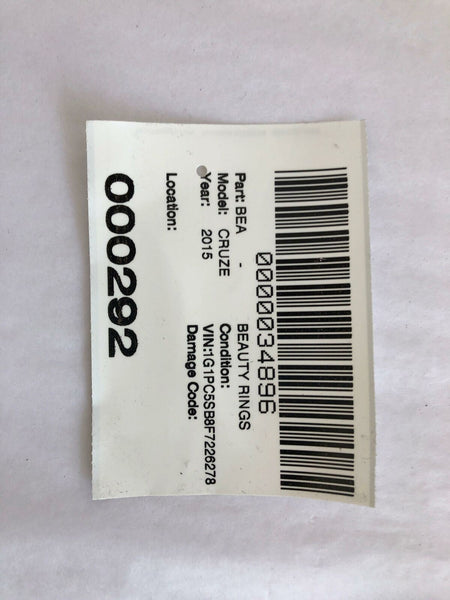 0000034896
Part: BEA - BEAUTY RINGS
Model: CRUZE Condition:
Year: 2015 VIN:1G1PC5SB8F7226278
Damage Code:
Location:
000292